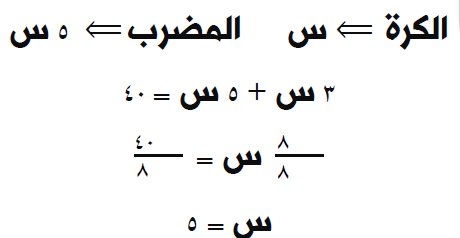 الكرة ⇐ س المضرب ⇐ ٥ س
٣ س + ٥ س = ٤٠
٨/٨ س = ٤٠/٨
س = ٥